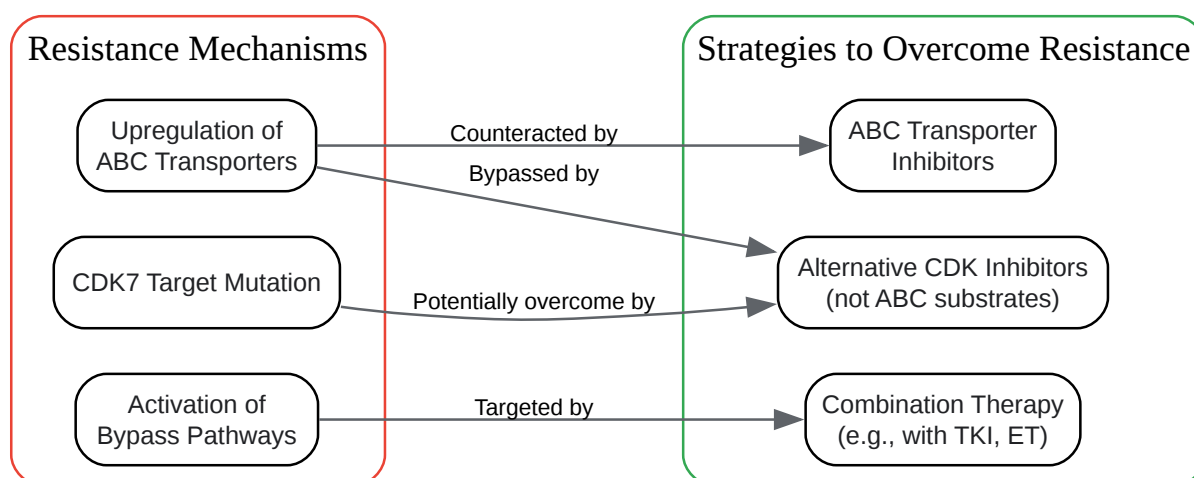 Resistance Mechanisms
Strategies to Overcome Resistance
Upregulation of
ABC Transporters
Counteracted by
ABC Transporter
Inhibitors
Bypassed by
CDK7 Target Mutation
Potentially overcome by
Alternative CDK Inhibitors
(not ABC substrates)
Activation of
Bypass Pathways
Targeted by
Combination Therapy
(e.g., with TKI, ET)